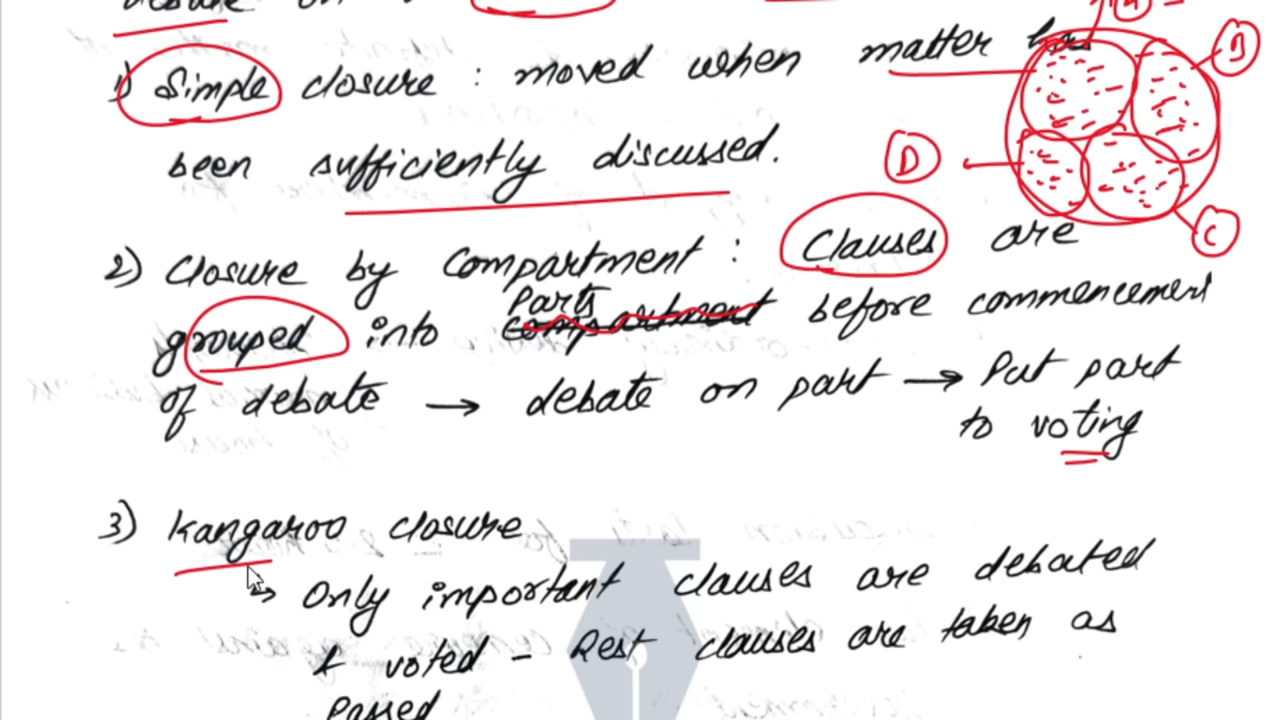 debate on
A
1) Simple closure : moved when matter has
B
been sufficiently discussed.
D
C
2) Closure by Compartment : Clauses are
grouped into Parts before commencement
of debate → debate on part → Put part
to voting
3) Kangaroo closure
↳ Only important clauses are debated
& voted - Rest clauses are taken as
passed